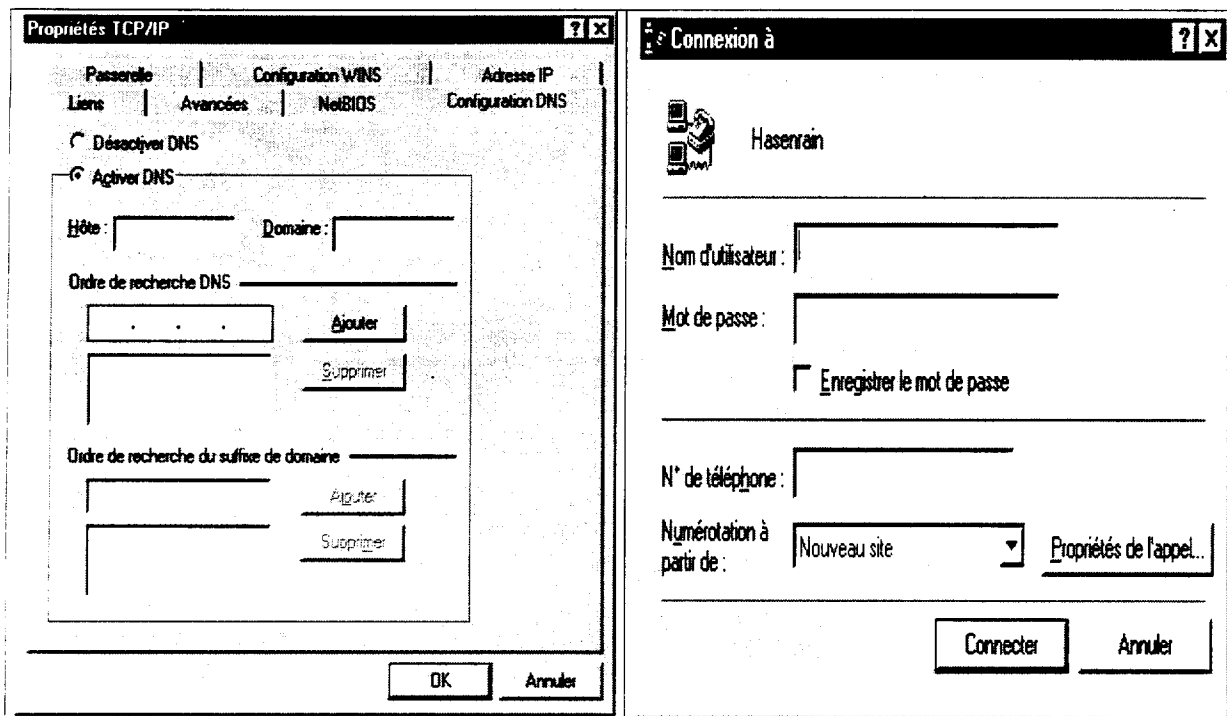 Propriétés TCP/IP
Passerelle Configuration WINS Adresse IP
Liens Avancées NetBIOS Configuration DNS
Désactiver DNS
Activer DNS
Hôte : Domaine :
Ordre de recherche DNS
. . .
Ajouter
Supprimer
Ordre de recherche du suffixe de domaine
Ajouter
Supprimer
OK Annuler
Connexion à
Hasenrain
Nom d'utilisateur :
Mot de passe :
Enregistrer le mot de passe
N° de téléphone :
Numérotation à
partir de :
Nouveau site
Propriétés de l'appel...
Connecter Annuler